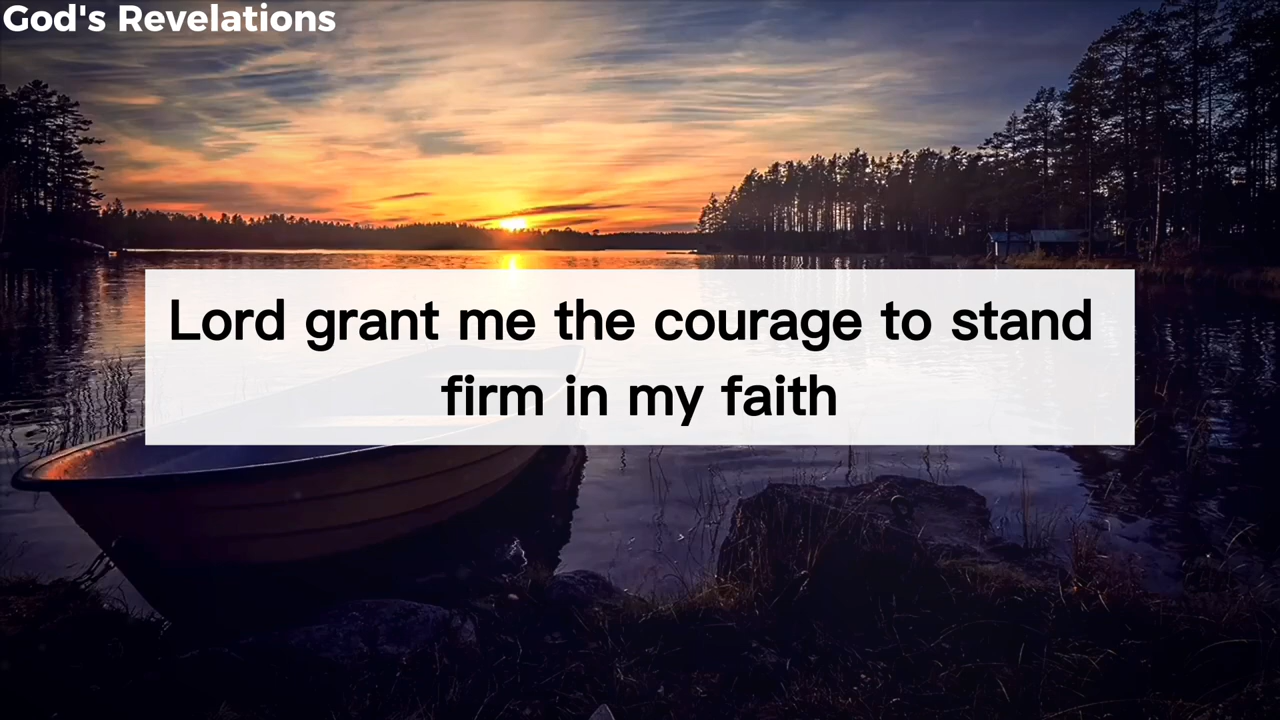 God's Revelations
Lord grant me the courage to stand
firm in my faith